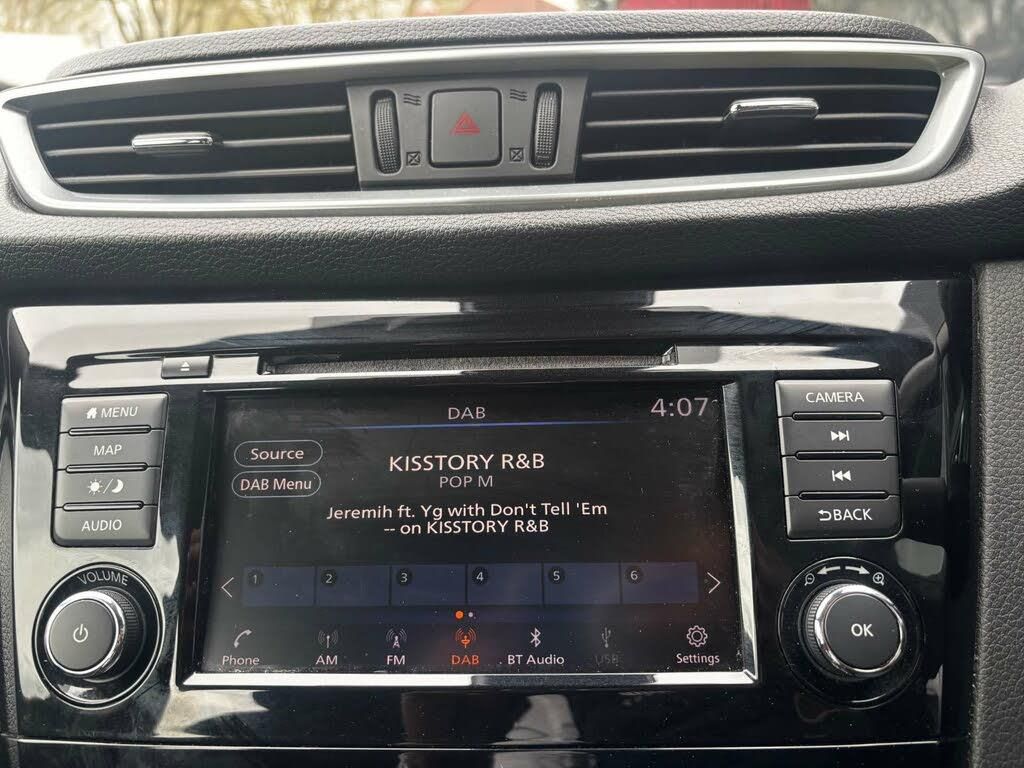 DAB
4:07
MENU
MAP
AUDIO
VOLUME
Source
DAB Menu
KISSTORY R&B
POP M
Jeremih ft. Yg with Don't Tell 'Em
-- on KISSTORY R&B
1 2 3 4 5 6
Phone AM FM DAB BT Audio USB Settings
CAMERA
BACK
OK